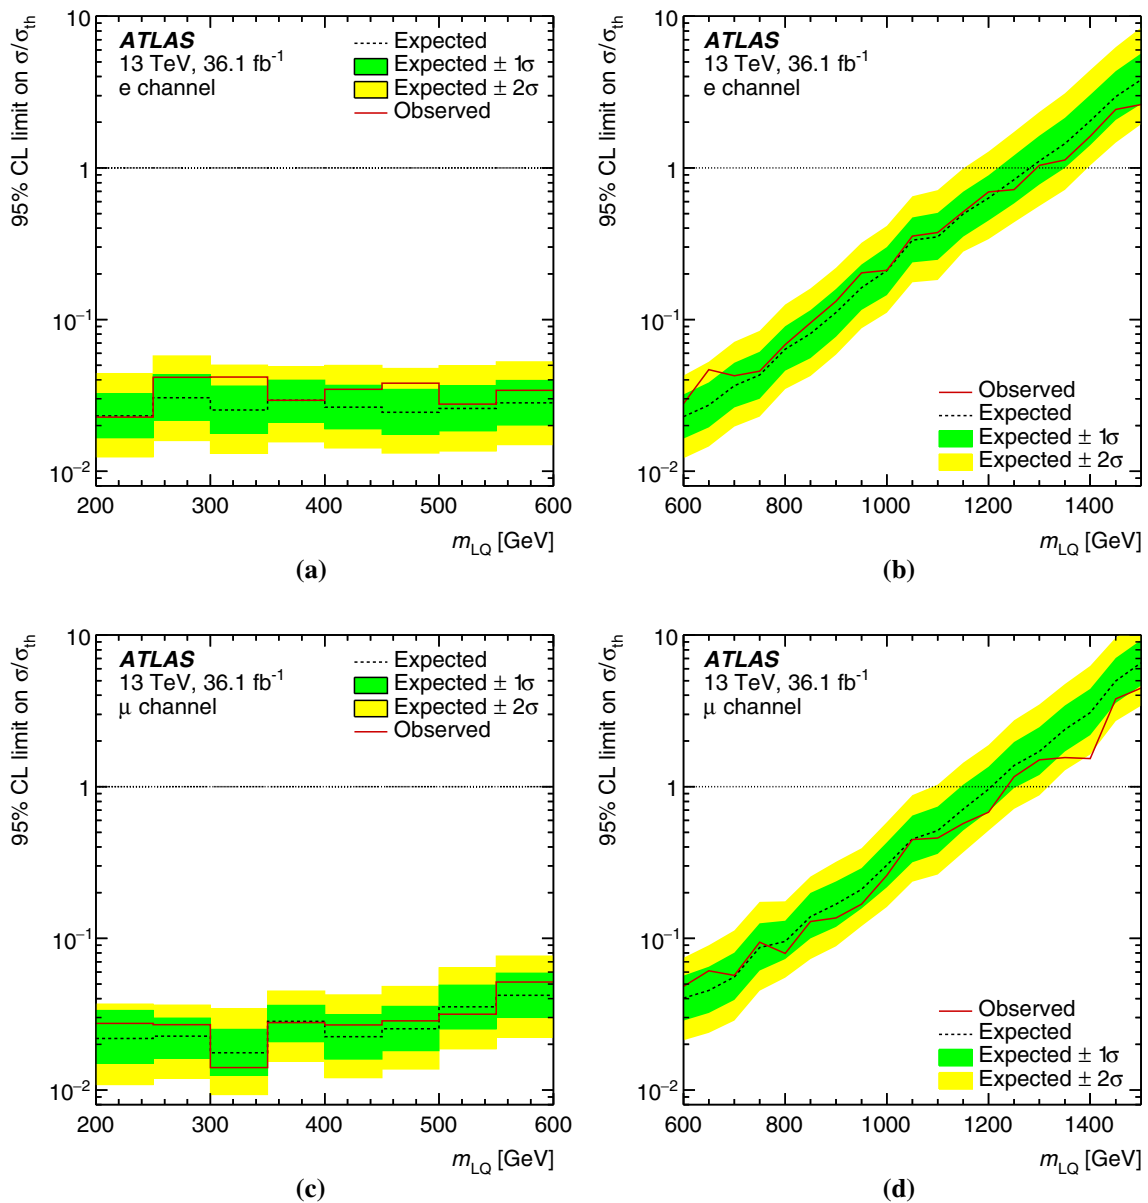 95% CL limit on σ/σth
10
1
10⁻¹
10⁻²
ATLAS
13 TeV, 36.1 fb⁻¹
e channel
Expected
Expected ± 1σ
Expected ± 2σ
Observed
200 300 400 500 600
mLQ [GeV]
(a)
95% CL limit on σ/σth
10
1
10⁻¹
10⁻²
ATLAS
13 TeV, 36.1 fb⁻¹
e channel
Observed
Expected
Expected ± 1σ
Expected ± 2σ
600 800 1000 1200 1400
mLQ [GeV]
(b)
95% CL limit on σ/σth
10
1
10⁻¹
10⁻²
ATLAS
13 TeV, 36.1 fb⁻¹
μ channel
Expected
Expected ± 1σ
Expected ± 2σ
Observed
200 300 400 500 600
mLQ [GeV]
(c)
95% CL limit on σ/σth
10
1
10⁻¹
10⁻²
ATLAS
13 TeV, 36.1 fb⁻¹
μ channel
Observed
Expected
Expected ± 1σ
Expected ± 2σ
600 800 1000 1200 1400
mLQ [GeV]
(d)